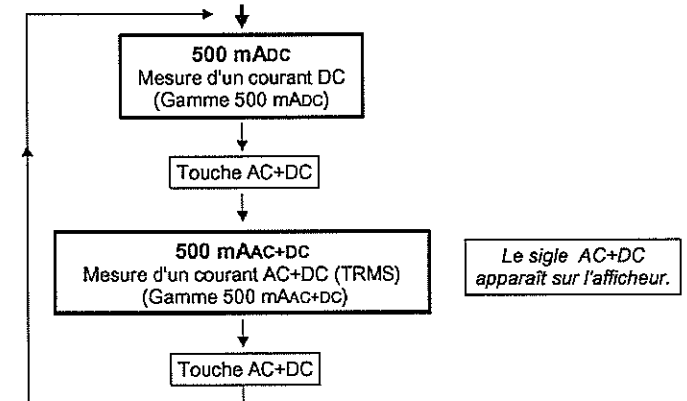 500 mADC
Mesure d'un courant DC
(Gamme 500 mADC)
Touche AC+DC
500 mAAC+DC
Mesure d'un courant AC+DC (TRMS)
(Gamme 500 mAAC+DC)
Le sigle AC+DC
apparaît sur l'afficheur.
Touche AC+DC